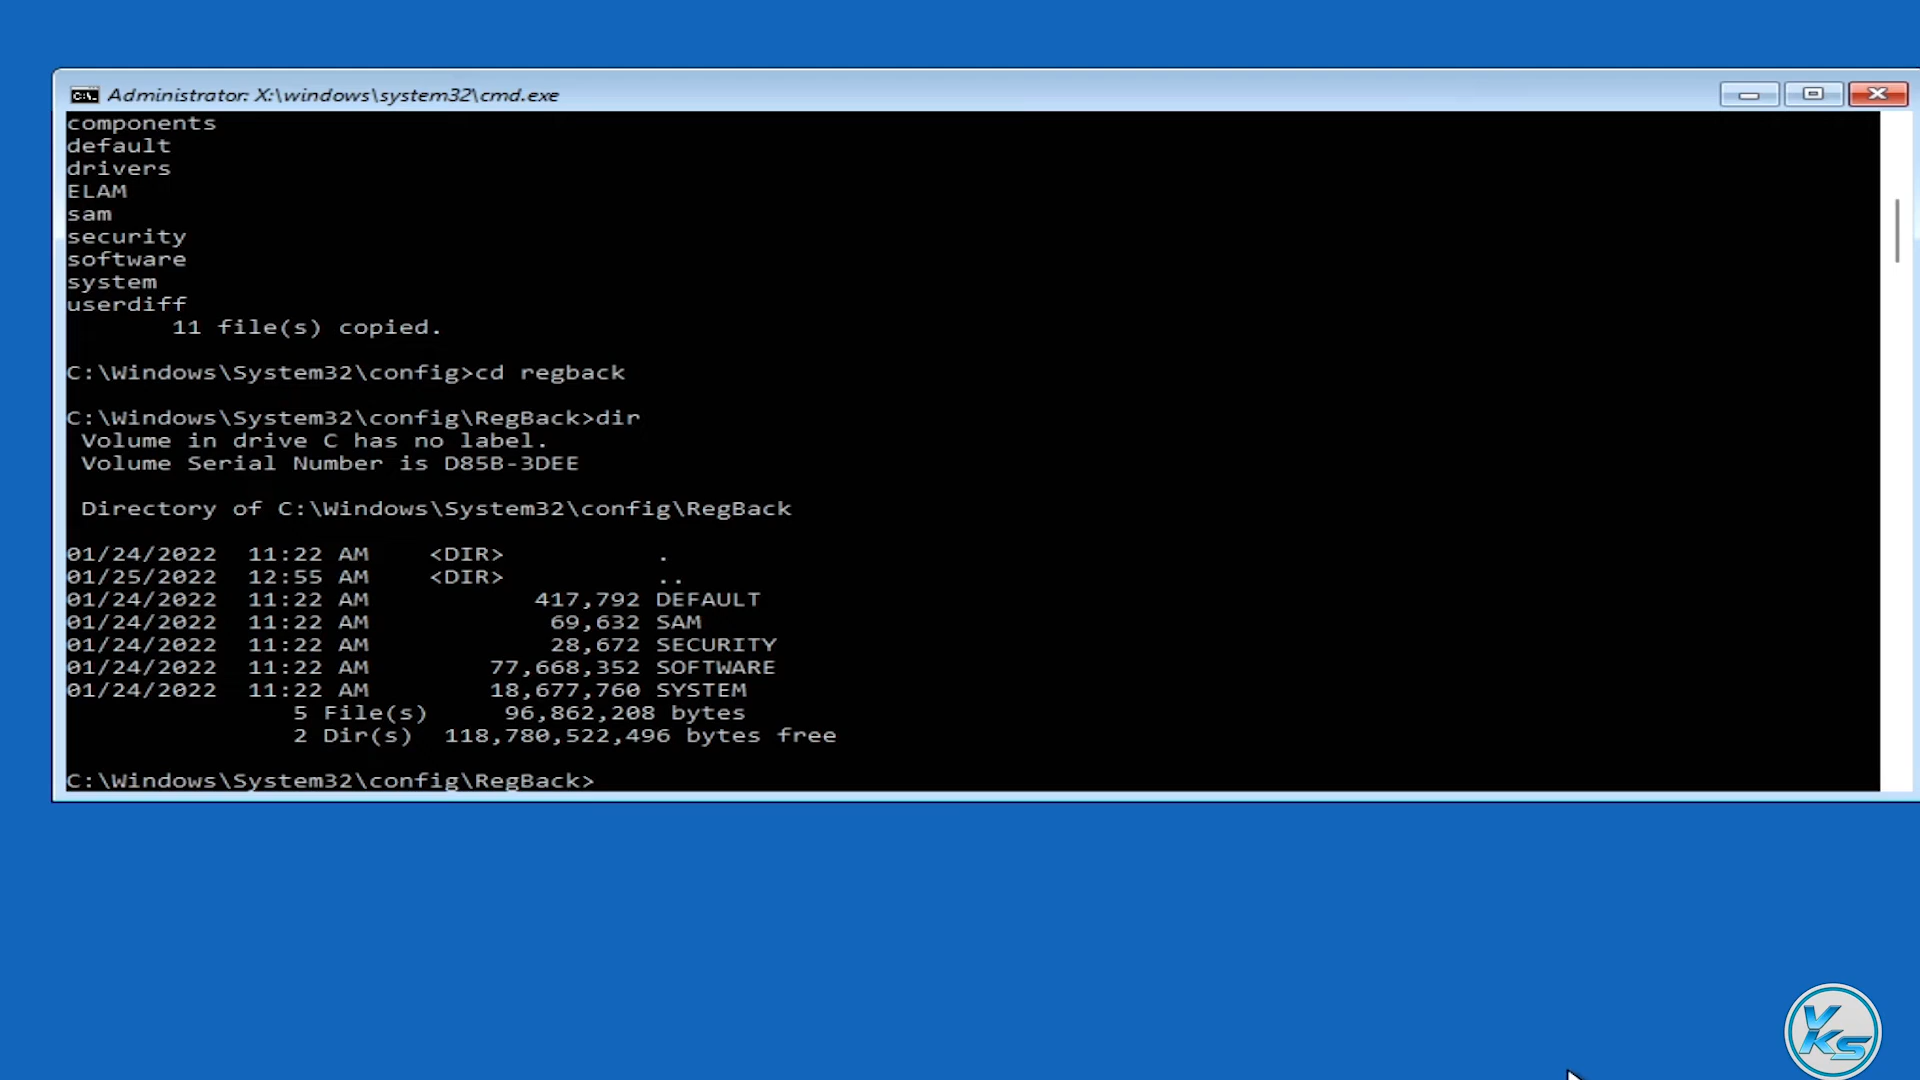 Administrator: X:\windows\system32\cmd.exe
components
default
drivers
ELAM
sam
security
software
system
userdiff
11 file(s) copied.
C:\Windows\System32\config>cd regback
C:\Windows\System32\config\RegBack>dir
Volume in drive C has no label.
Volume Serial Number is D85B-3DEE
Directory of C:\Windows\System32\config\RegBack
01/24/2022 11:22 AM <DIR> .
01/25/2022 12:55 AM <DIR> ..
01/24/2022 11:22 AM 417,792 DEFAULT
01/24/2022 11:22 AM 69,632 SAM
01/24/2022 11:22 AM 28,672 SECURITY
01/24/2022 11:22 AM 77,668,352 SOFTWARE
01/24/2022 11:22 AM 18,677,760 SYSTEM
5 File(s) 96,862,208 bytes
2 Dir(s) 118,780,522,496 bytes free
C:\Windows\System32\config\RegBack>
VKS